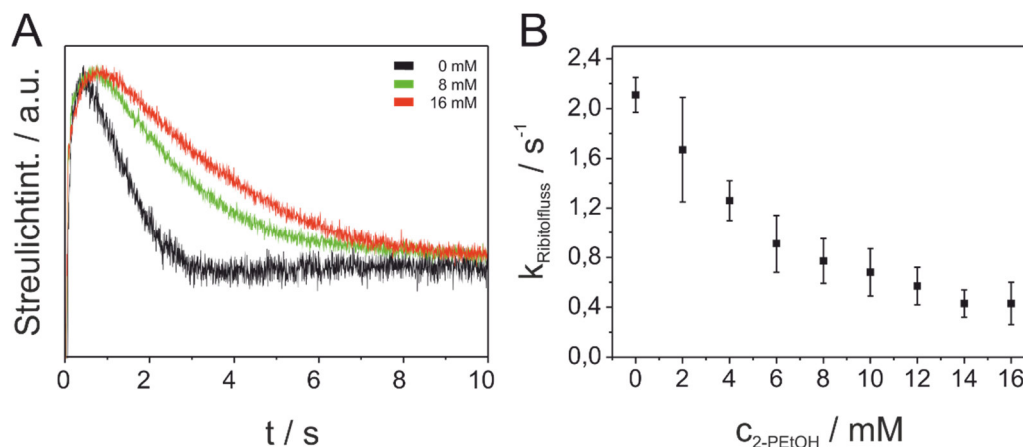 A
Streulichtint. / a.u.
0 mM
8 mM
16 mM
0 2 4 6 8 10
t / s
B
k_Ribitolfluss / s⁻¹
2,4
2,0
1,6
1,2
0,8
0,4
0,0
0 2 4 6 8 10 12 14 16
c_2-PEtOH / mM